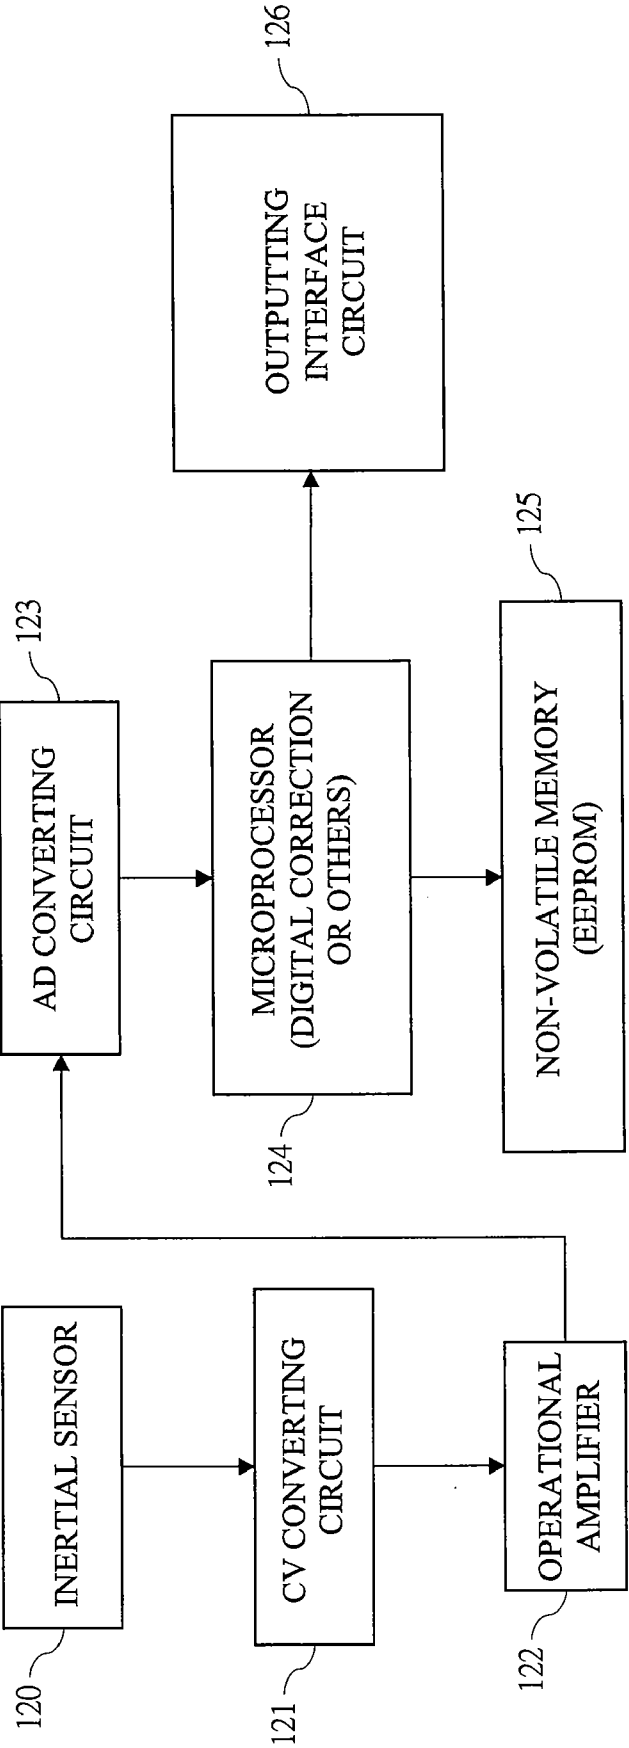 INERTIAL SENSOR
120
CV CONVERTING
CIRCUIT
121
OPERATIONAL
AMPLIFIER
122
AD CONVERTING
CIRCUIT
123
MICROPROCESSOR
(DIGITAL CORRECTION
OR OTHERS)
124
NON-VOLATILE MEMORY
(EEPROM)
125
OUTPUTTING
INTERFACE
CIRCUIT
126